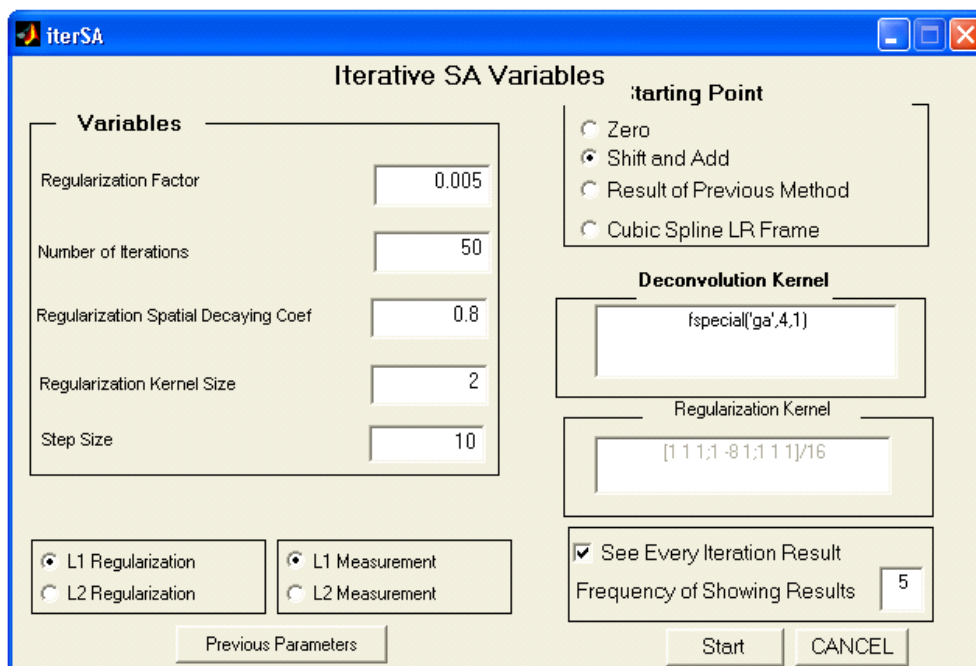 iterSA
Iterative SA Variables
Variables
Regularization Factor
0.005
Number of Iterations
50
Regularization Spatial Decaying Coef
0.8
Regularization Kernel Size
2
Step Size
10
tarting Point
Zero
Shift and Add
Result of Previous Method
Cubic Spline LR Frame
Deconvolution Kernel
fspecial('ga',4,1)
Regularization Kernel
[1 1 1;1 -8 1;1 1 1]/16
L1 Regularization
L2 Regularization
L1 Measurement
L2 Measurement
See Every Iteration Result
Frequency of Showing Results
5
Previous Parameters
Start
CANCEL